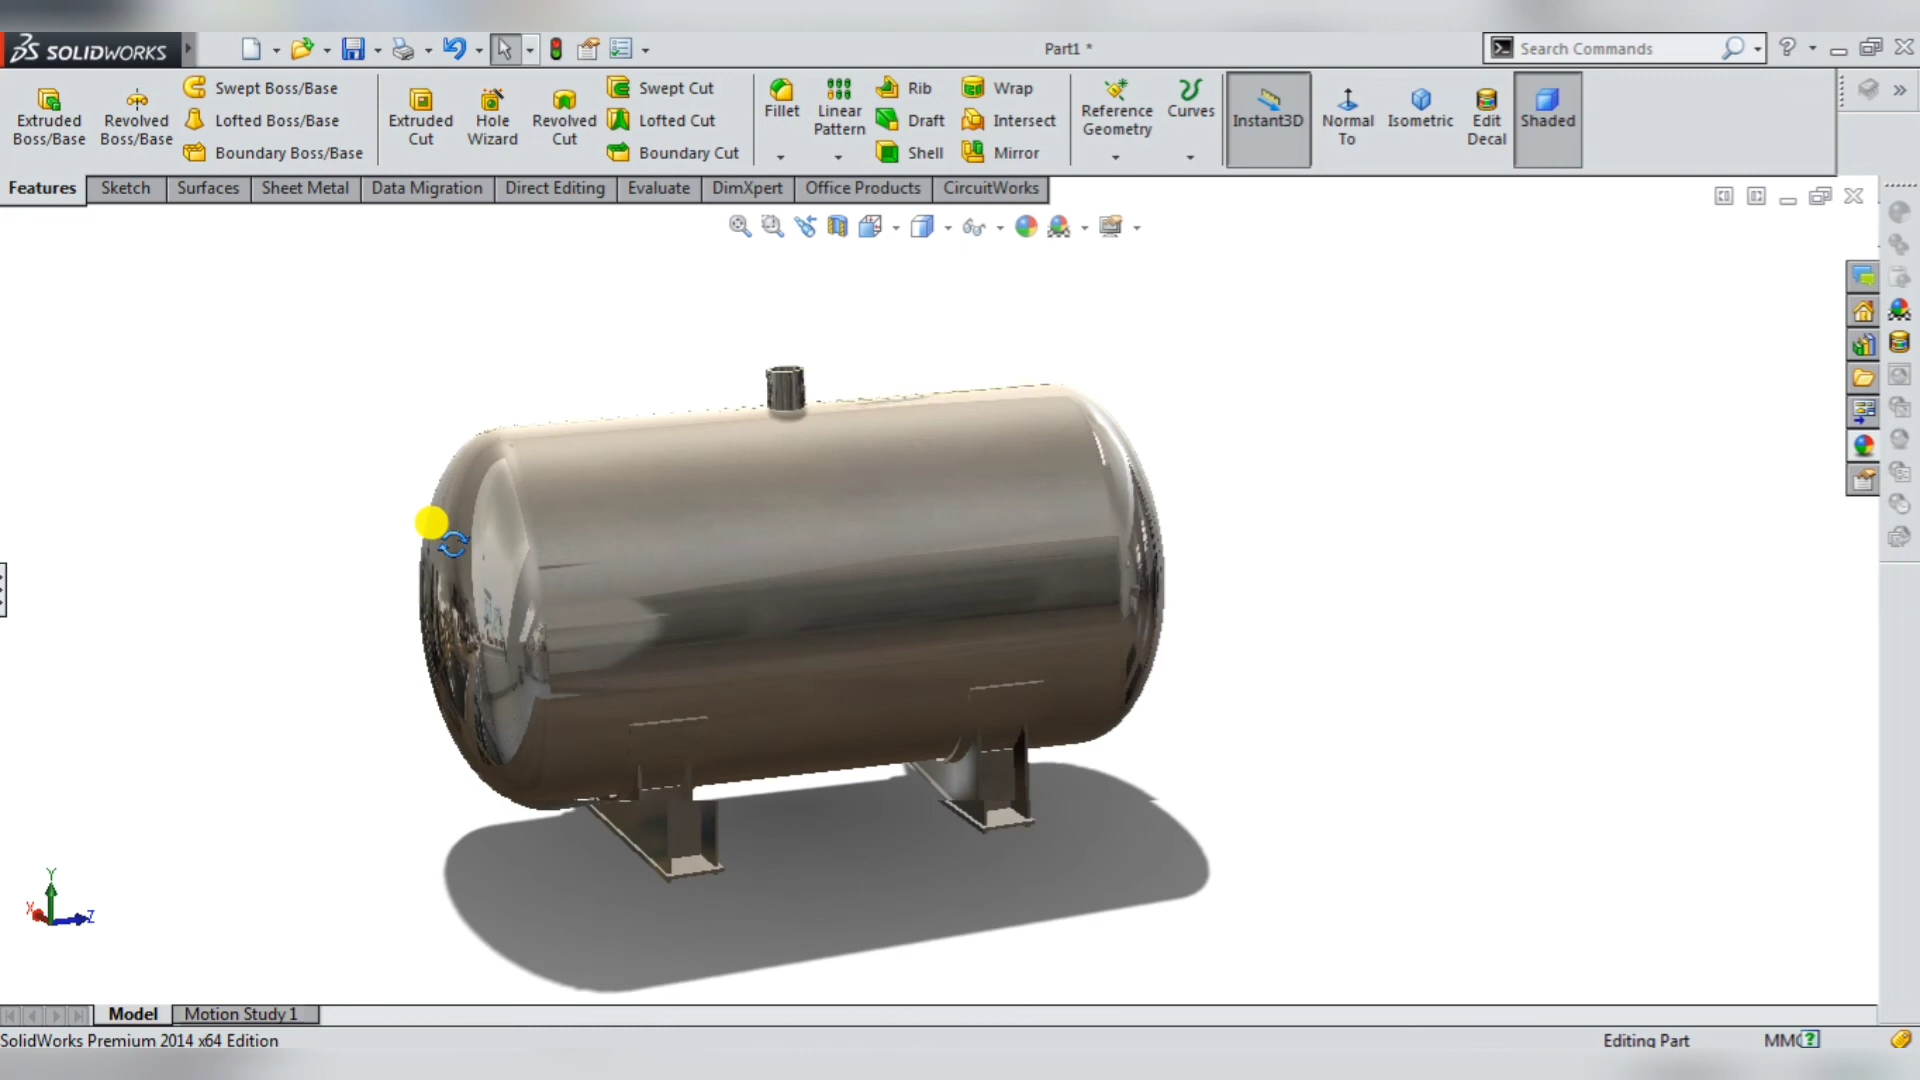 SOLIDWORKS
Part1 *
Search Commands
Extruded Boss/Base
Revolved Boss/Base
Swept Boss/Base
Lofted Boss/Base
Boundary Boss/Base
Extruded Cut
Hole Wizard
Revolved Cut
Swept Cut
Lofted Cut
Boundary Cut
Fillet
Linear Pattern
Rib
Draft
Shell
Wrap
Intersect
Mirror
Reference Geometry
Curves
Instant3D
Normal To
Isometric
Edit Decal
Shaded
Features
Sketch
Surfaces
Sheet Metal
Data Migration
Direct Editing
Evaluate
DimXpert
Office Products
CircuitWorks
Y
X
Z
Model
Motion Study 1
SolidWorks Premium 2014 x64 Edition
Editing Part